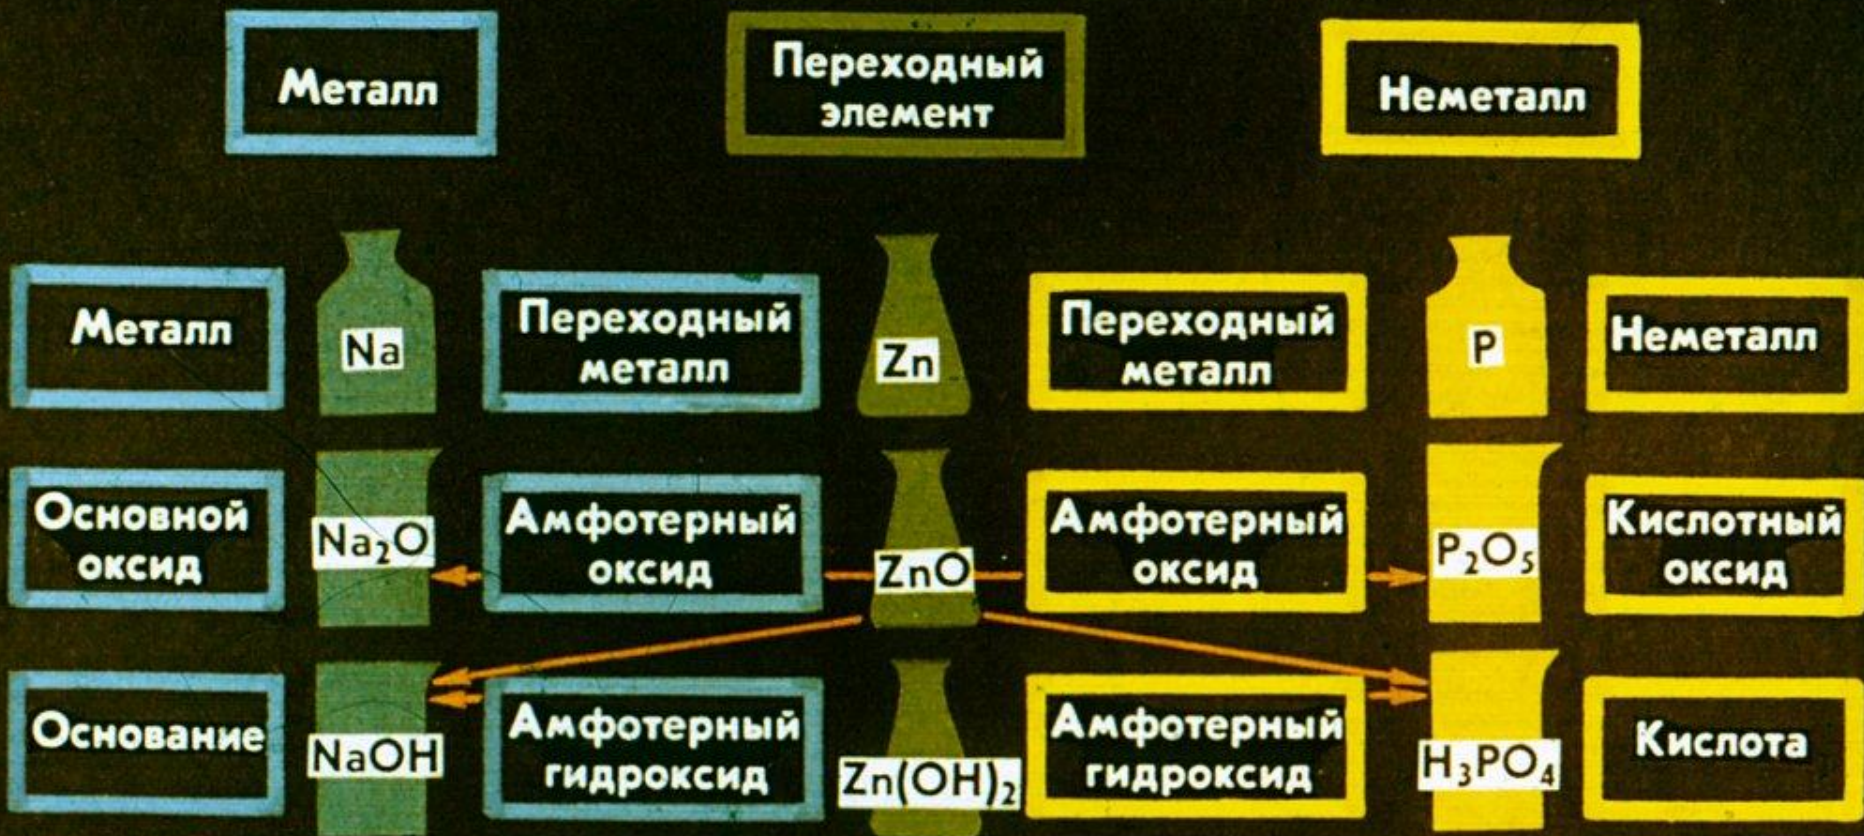 Металл
Переходный
элемент
Неметалл
Металл
Na
Переходный
металл
Zn
Переходный
металл
P
Неметалл
Основной
оксид
Na₂O
Амфотерный
оксид
ZnO
Амфотерный
оксид
P₂O₅
Кислотный
оксид
Основание
NaOH
Амфотерный
гидроксид
Zn(OH)₂
Амфотерный
гидроксид
H₃PO₄
Кислота